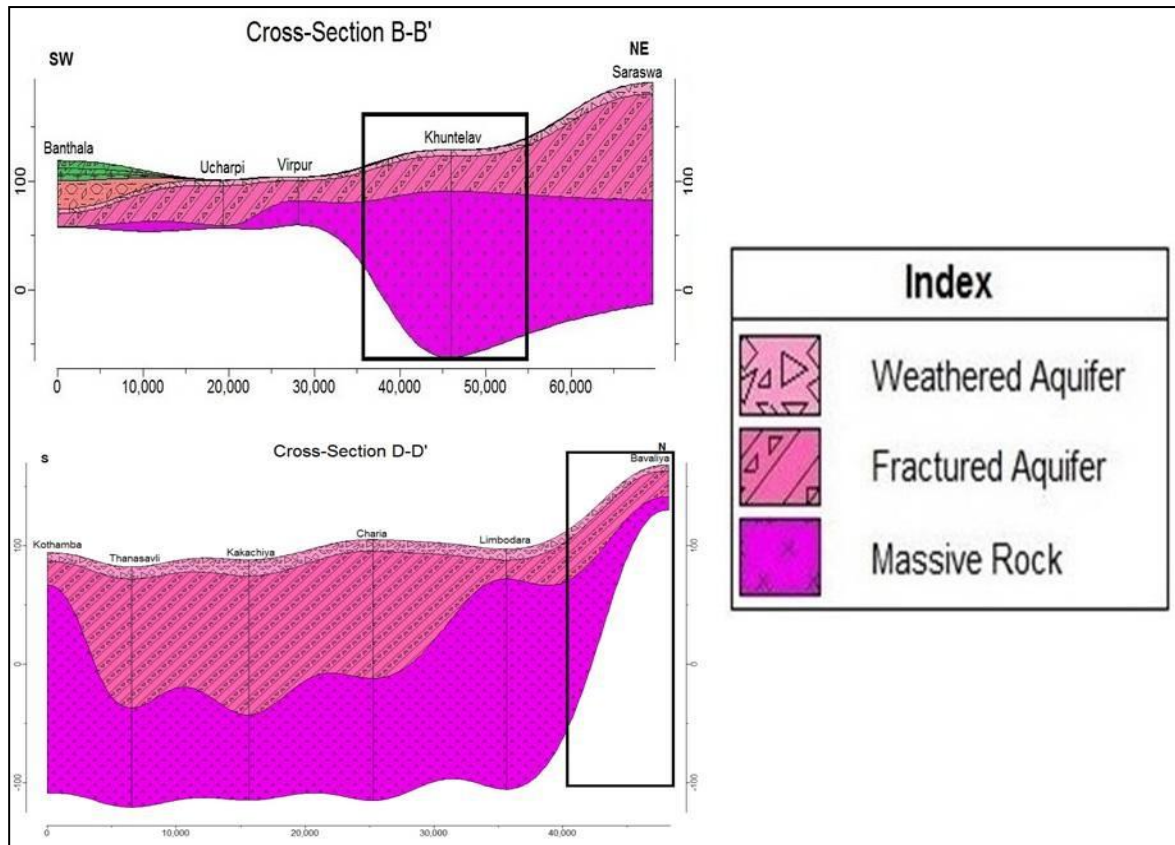 Cross-Section B-B'
SW
NE
Saraswa
Banthala
Ucharpi
Virpur
Khuntelav
100
100
0
0
0
10,000
20,000
30,000
40,000
50,000
60,000
Cross-Section D-D'
S
N
Bavaliya
Kothamba
Thanasavli
Kakachiya
Charia
Limbodara
100
100
0
0
-100
-100
0
10,000
20,000
30,000
40,000
Index
Weathered Aquifer
Fractured Aquifer
Massive Rock